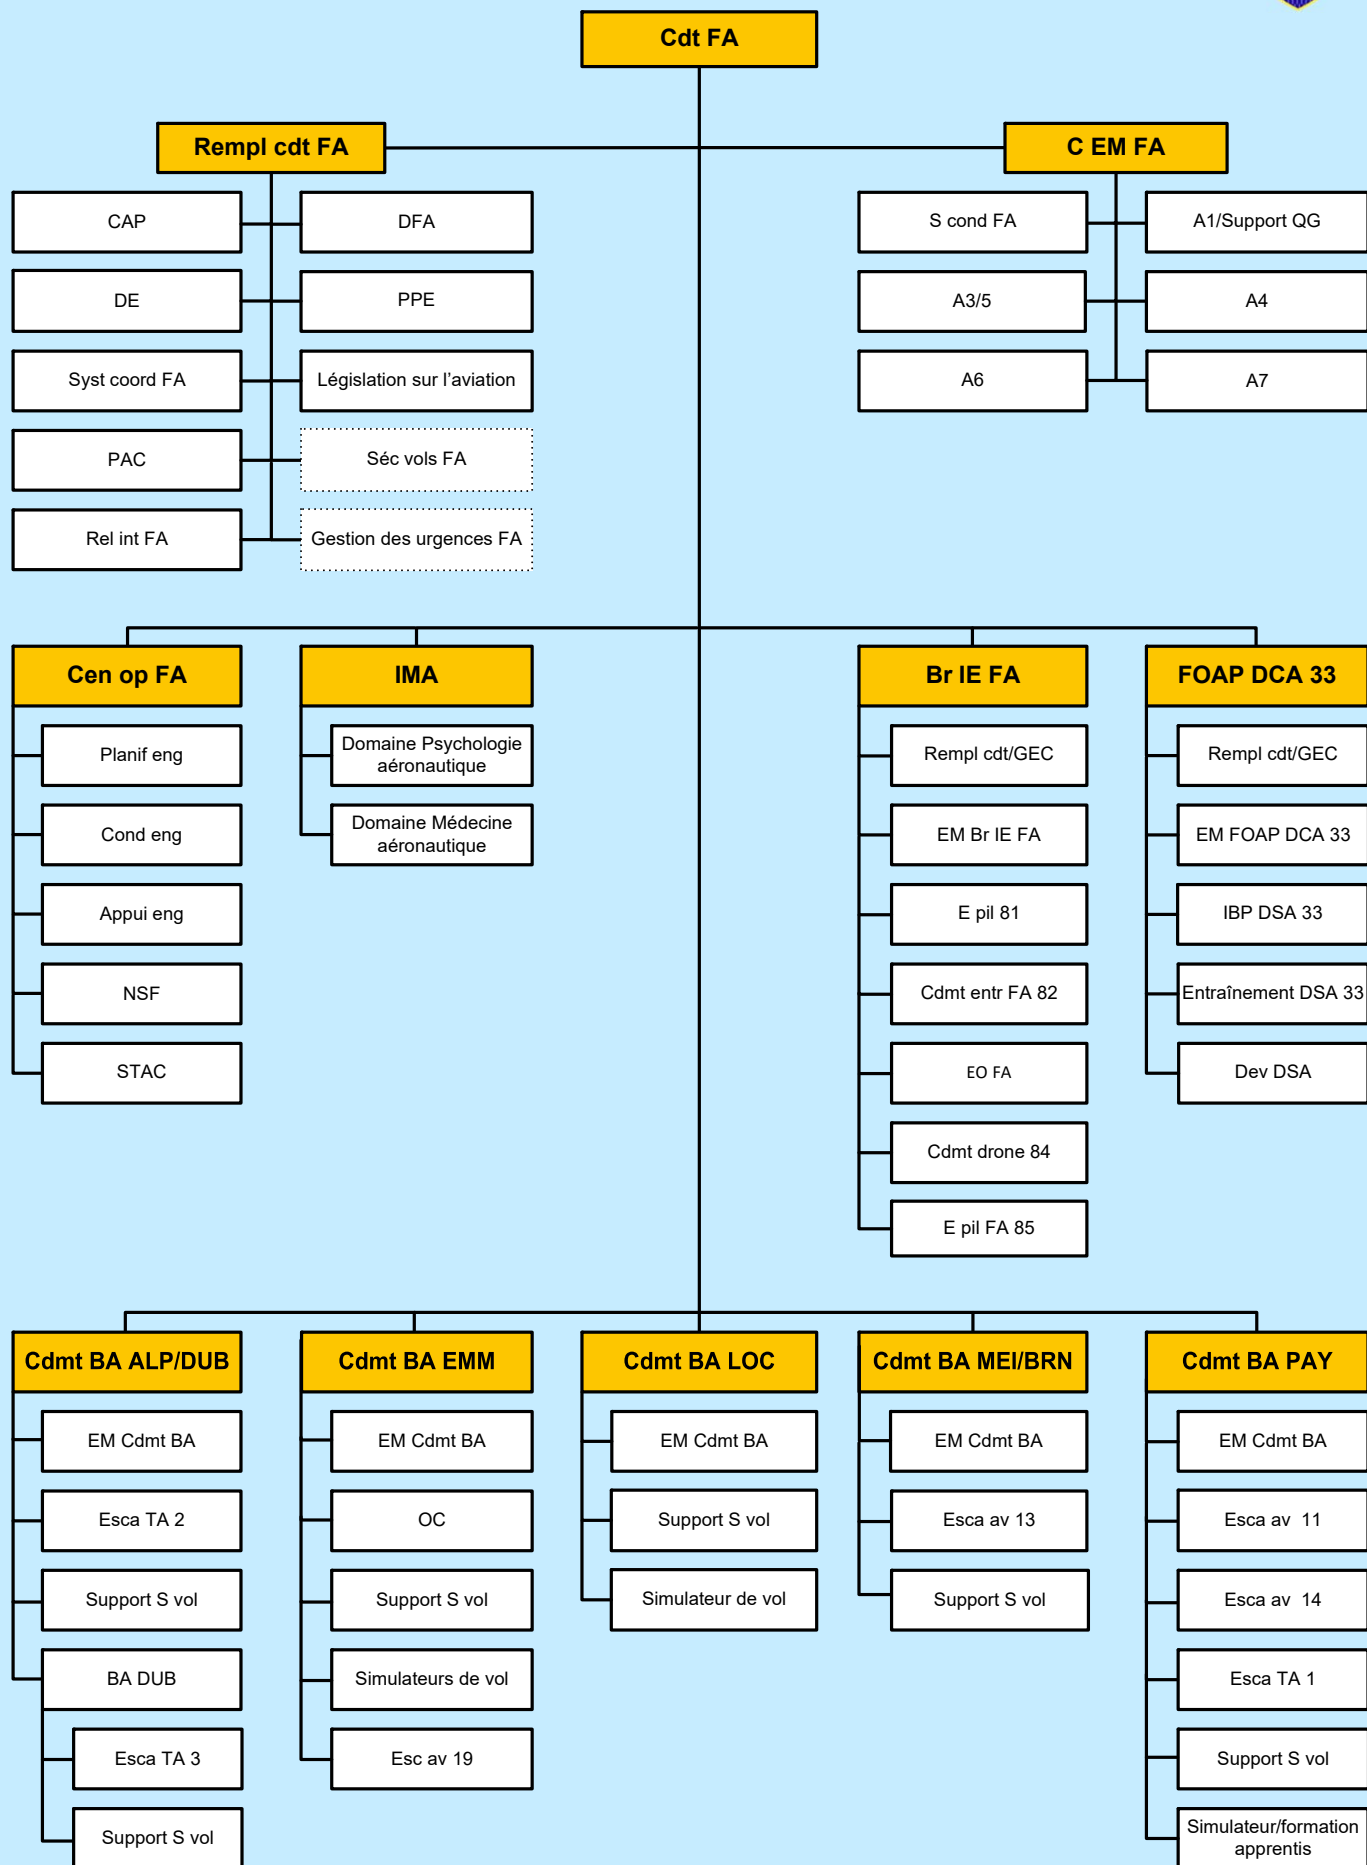 Cdt FA
Rempl cdt FA
C EM FA
CAP
DFA
S cond FA
A1/Support QG
DE
PPE
A3/5
A4
Syst coord FA
Législation sur l'aviation
A6
A7
PAC
Séc vols FA
Rel int FA
Gestion des urgences FA
Cen op FA
IMA
Br IE FA
FOAP DCA 33
Planif eng
Cond eng
Appui eng
NSF
STAC
Domaine Psychologie
aéronautique
Domaine Médecine
aéronautique
Rempl cdt/GEC
EM Br IE FA
E pil 81
Cdmt entr FA 82
EO FA
Cdmt drone 84
E pil FA 85
Rempl cdt/GEC
EM FOAP DCA 33
IBP DSA 33
Entraînement DSA 33
Dev DSA
Cdmt BA ALP/DUB
Cdmt BA EMM
Cdmt BA LOC
Cdmt BA MEI/BRN
Cdmt BA PAY
EM Cdmt BA
Esca TA 2
Support S vol
BA DUB
Esca TA 3
Support S vol
EM Cdmt BA
OC
Support S vol
Simulateurs de vol
Esc av 19
EM Cdmt BA
Support S vol
Simulateur de vol
EM Cdmt BA
Esca av 13
Support S vol
EM Cdmt BA
Esca av  11
Esca av  14
Esca TA 1
Support S vol
Simulateur/formation
apprentis